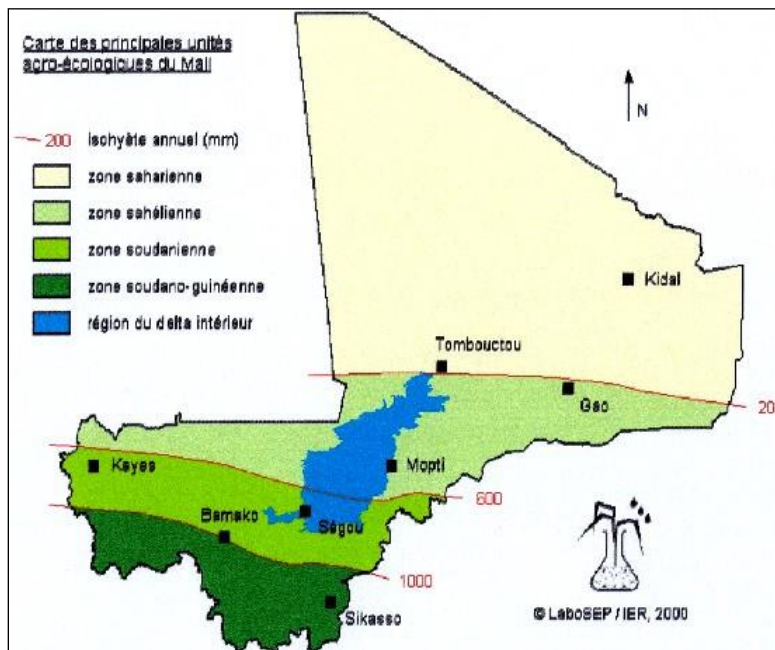 Carte des principales unités
agro-écologiques du Mali
200 isohyète annuel (mm)
zone saharienne
zone sahélienne
zone soudanienne
zone soudano-guinéenne
région du delta intérieur
N
Kidal
Tombouctou
Gao
200
Kayes
Mopti
600
Bamako
Ségou
1000
Sikasso
© LaboSEP / IER, 2000